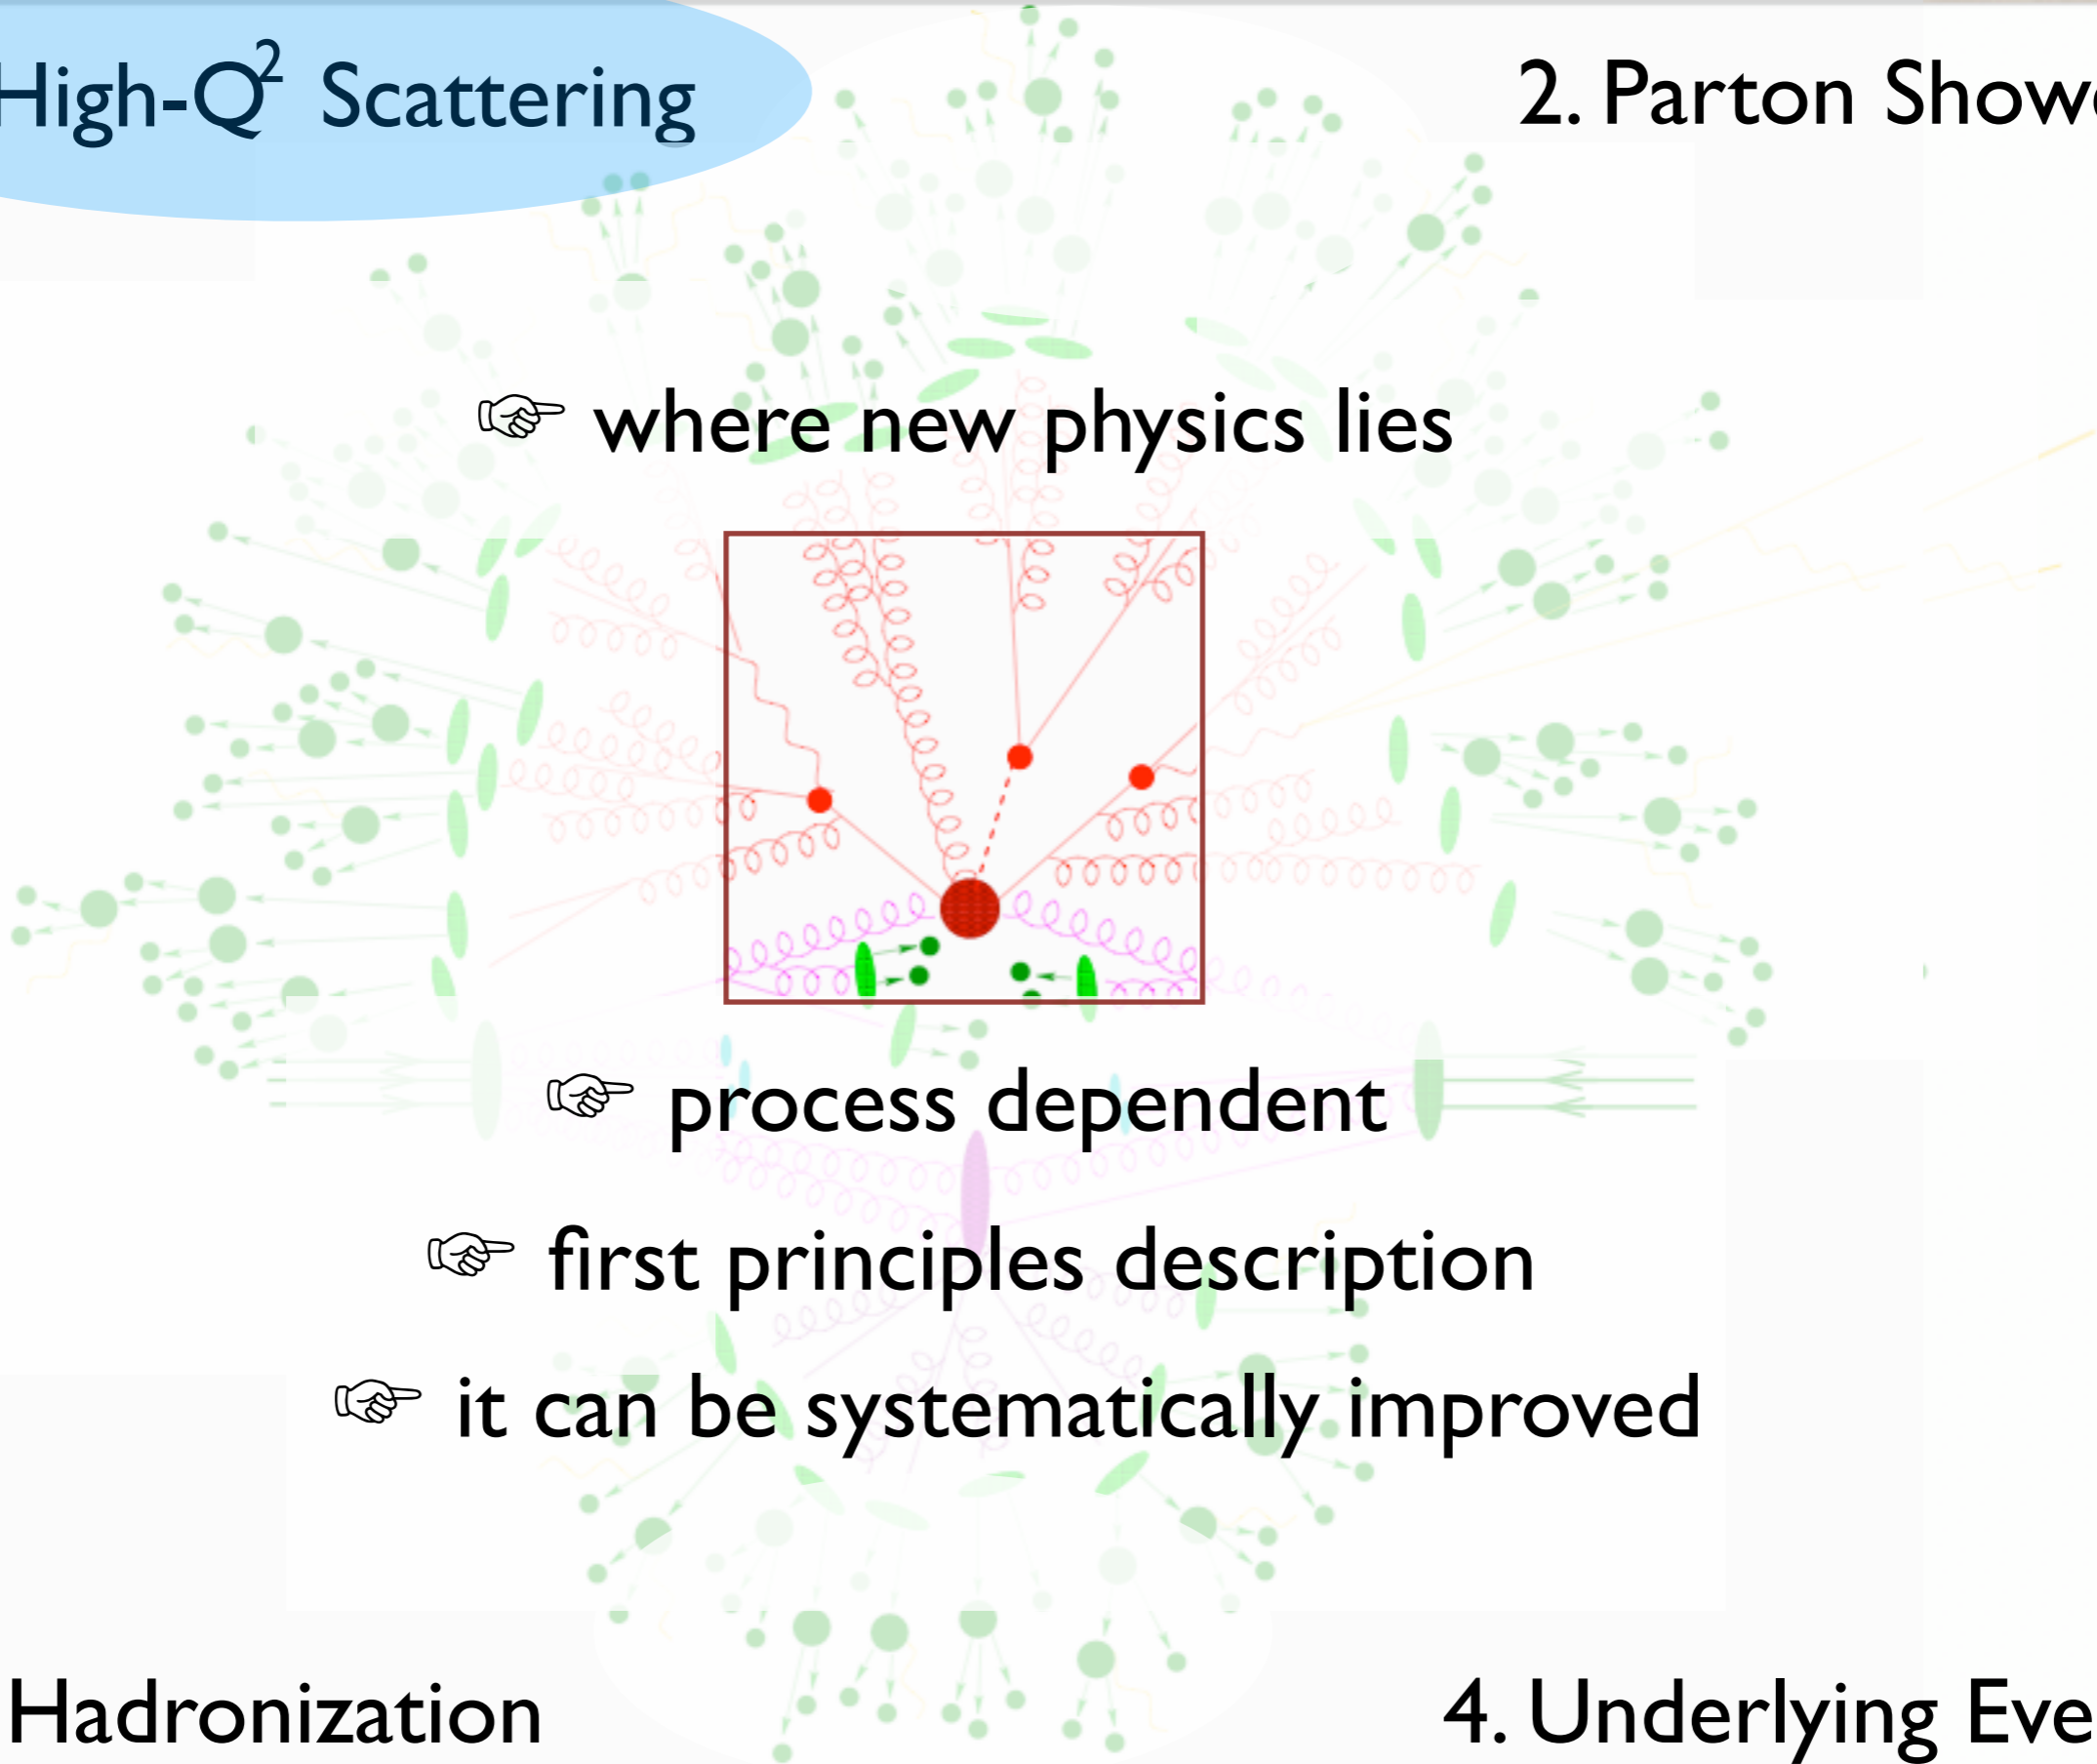 High-Q² Scattering
2. Parton Showe
☞ where new physics lies
☞ process dependent
☞ first principles description
☞ it can be systematically improved
Hadronization
4. Underlying Eve